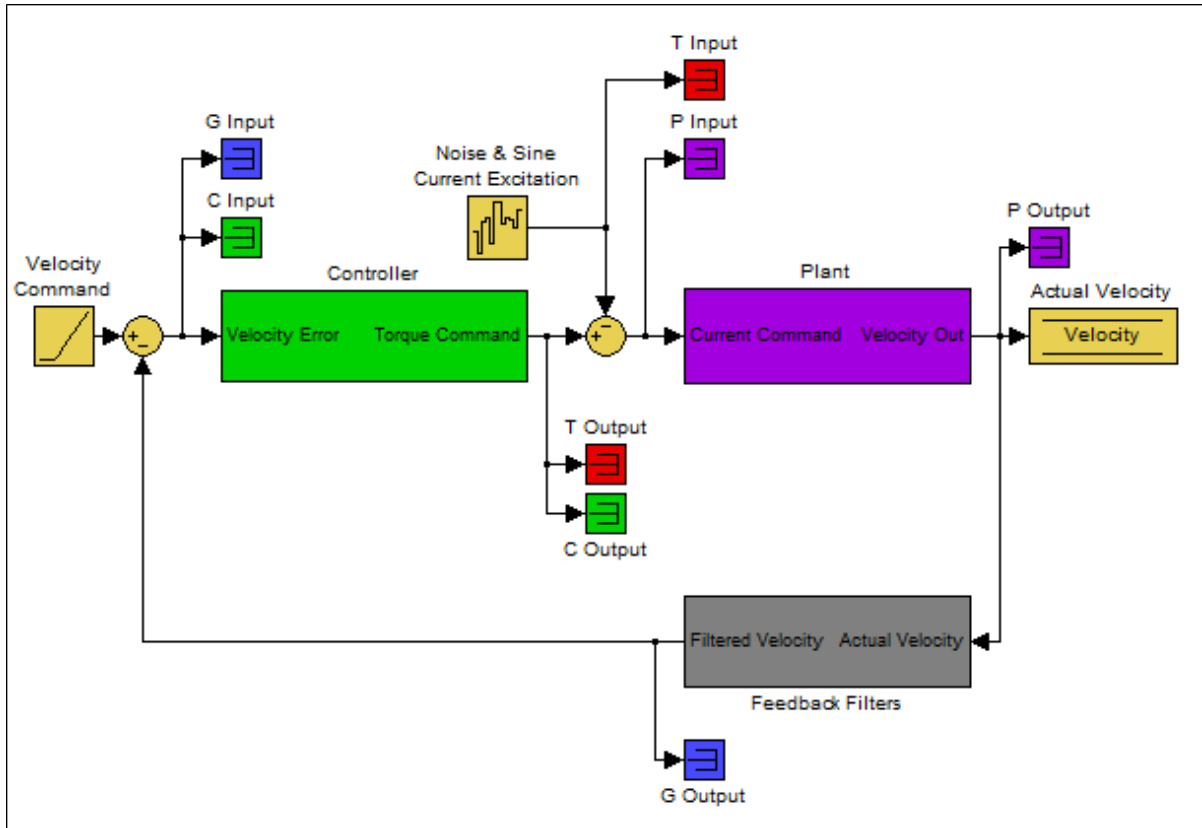 T Input
G Input
P Input
Noise & Sine
Current Excitation
C Input
P Output
Velocity
Command
Controller
Plant
Actual Velocity
+
−
Velocity Error
Torque Command
+
−
Current Command
Velocity Out
Velocity
T Output
C Output
Filtered Velocity
Actual Velocity
Feedback Filters
G Output